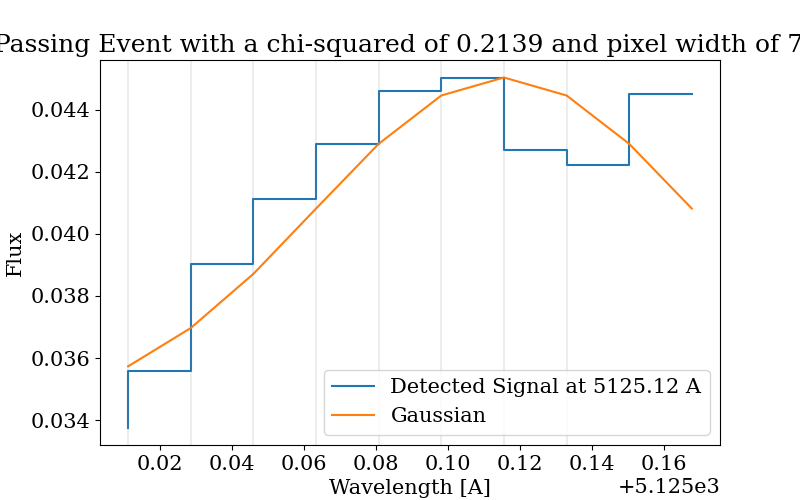 Passing Event with a chi-squared of 0.2139 and pixel width of 7
0.044
0.042
0.040
0.038
0.036
0.034
Flux
Detected Signal at 5125.12 A
Gaussian
0.02 0.04 0.06 0.08 0.10 0.12 0.14 0.16
Wavelength [A]
+5.125e3